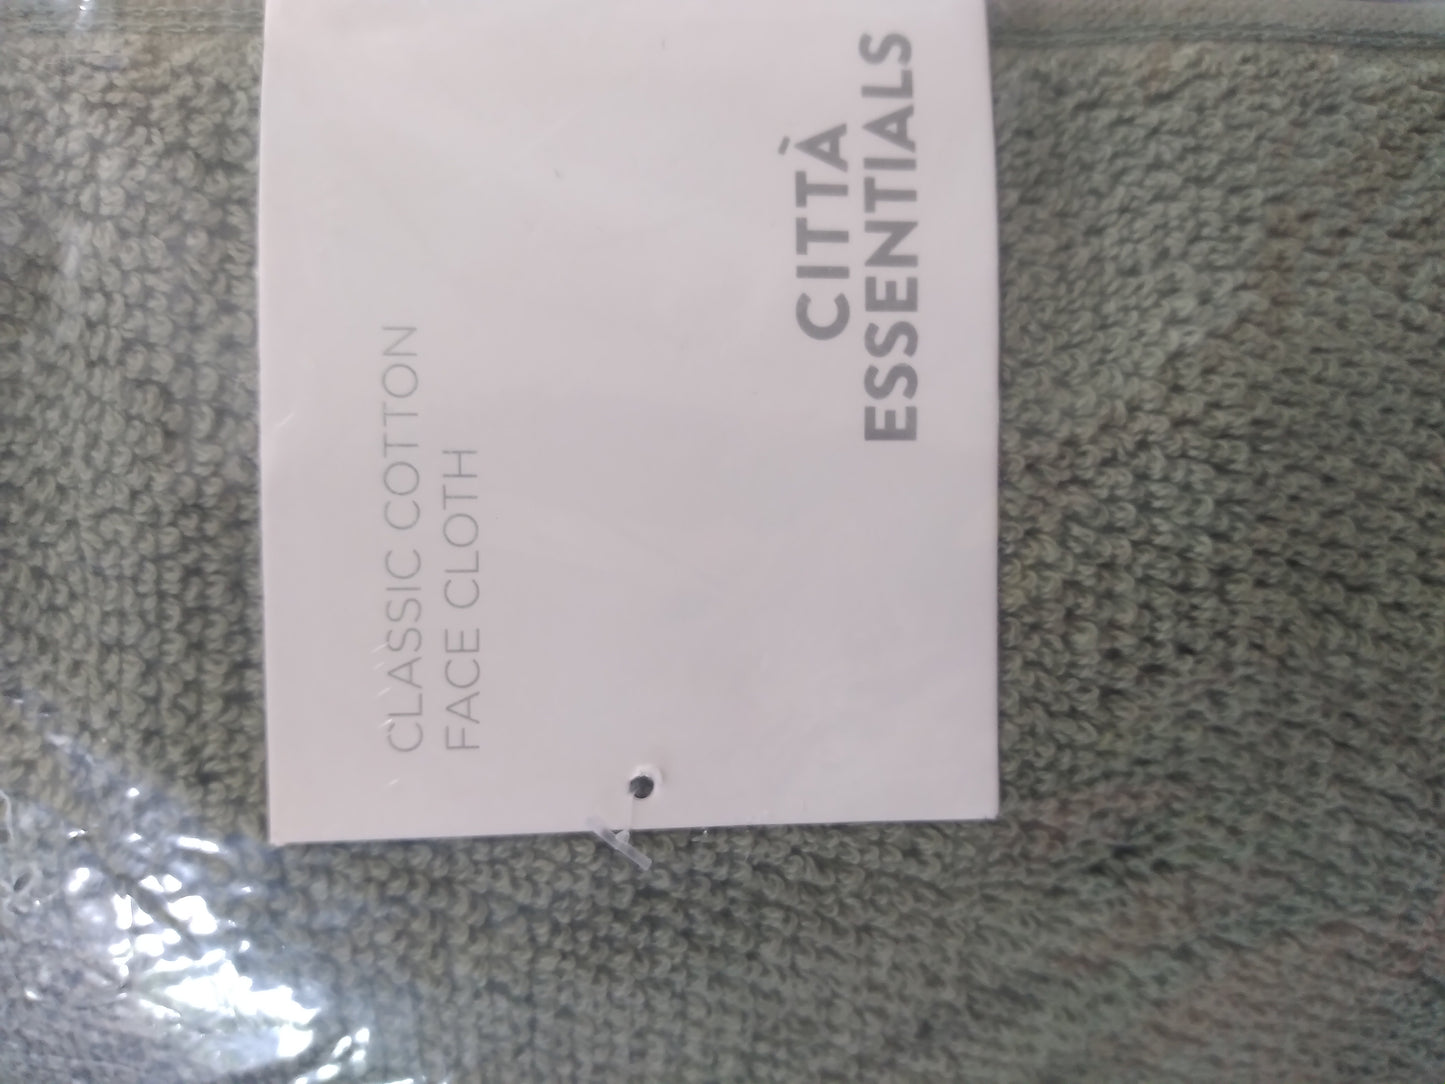 CLASSIC COTTON
FACE CLOTH
CITTÀ
ESSENTIALS